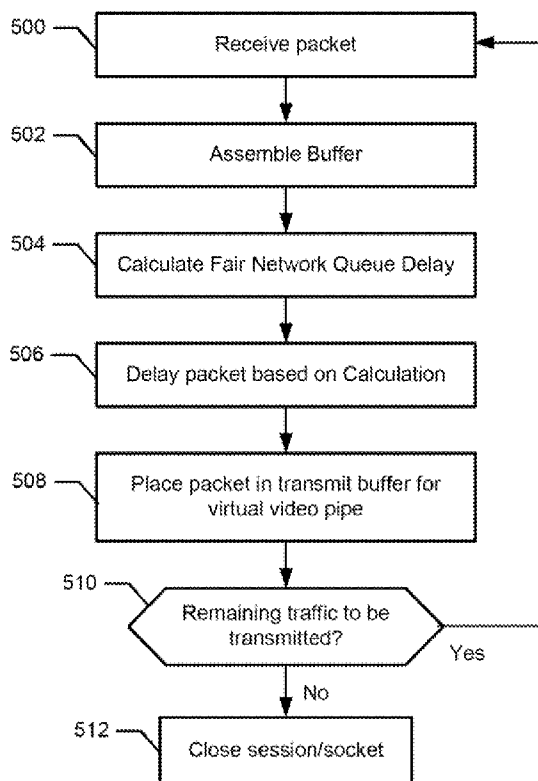 500
Receive packet
502
Assemble Buffer
504
Calculate Fair Network Queue Delay
506
Delay packet based on Calculation
508
Place packet in transmit buffer for
virtual video pipe
510
Remaining traffic to be
transmitted?
Yes
No
512
Close session/socket